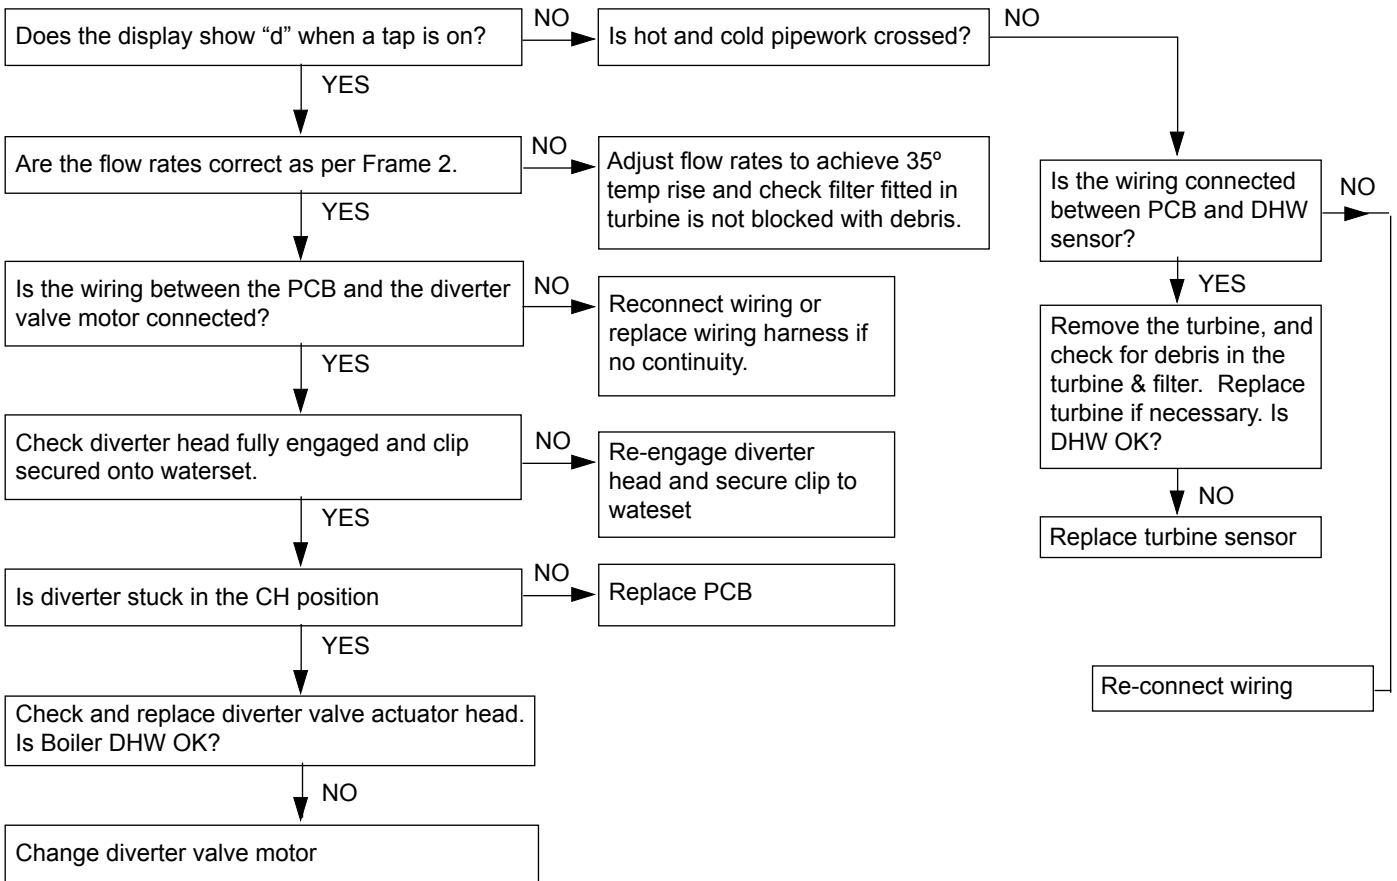 Does the display show “d” when a tap is on?
NO
Is hot and cold pipework crossed?
NO
YES
Are the flow rates correct as per Frame 2.
NO
Adjust flow rates to achieve 35º
temp rise and check filter fitted in
turbine is not blocked with debris.
Is the wiring connected
between PCB and DHW
sensor?
NO
YES
YES
Is the wiring between the PCB and the diverter
valve motor connected?
NO
Reconnect wiring or
replace wiring harness if
no continuity.
Remove the turbine, and
check for debris in the
turbine & filter.  Replace
turbine if necessary. Is
DHW OK?
YES
Check diverter head fully engaged and clip
secured onto waterset.
NO
Re-engage diverter
head and secure clip to
wateset
NO
Replace turbine sensor
YES
Is diverter stuck in the CH position
NO
Replace PCB
YES
Re-connect wiring
Check and replace diverter valve actuator head.
Is Boiler DHW OK?
NO
Change diverter valve motor